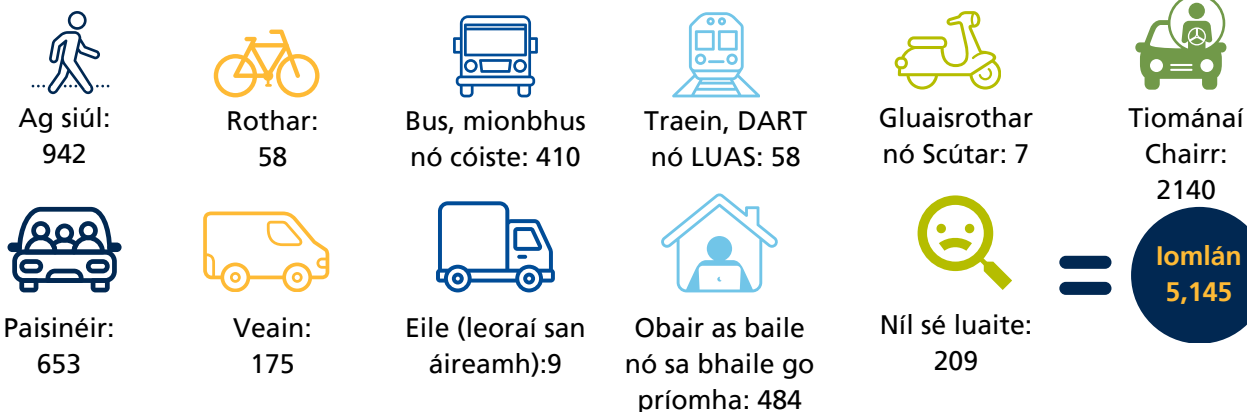 Ag siúl:
942
Rothar:
58
Bus, mionbhus
nó cóiste: 410
Traein, DART
nó LUAS: 58
Gluaisrothar
nó Scútar: 7
Tiománaí
Chairr:
2140
Paisinéir:
653
Veain:
175
Eile (leoraí san
áireamh):9
Obair as baile
nó sa bhaile go
príomha: 484
Níl sé luaite:
209
=
Iomlán
5,145